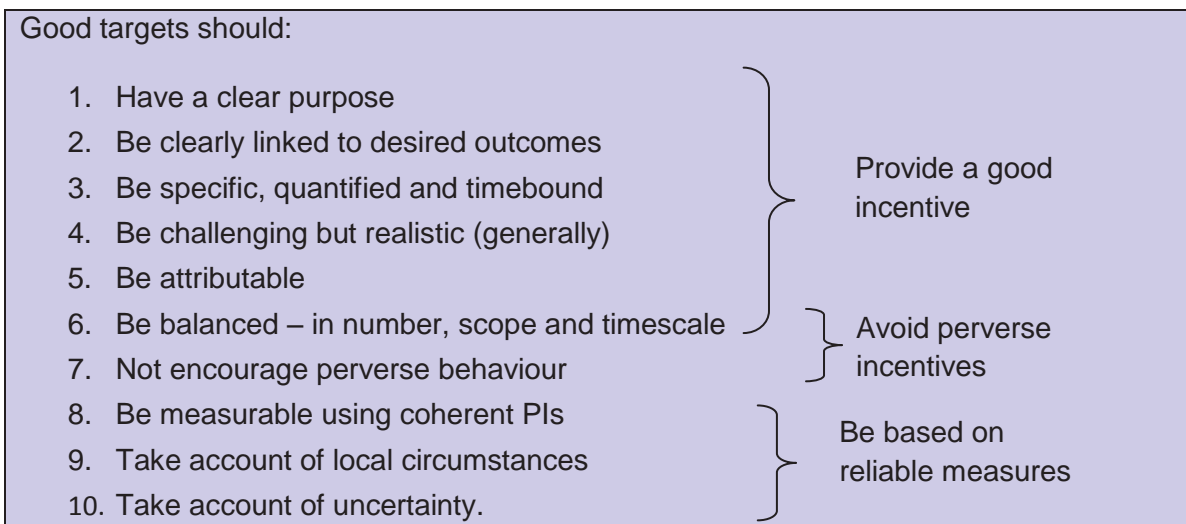 Good targets should:
1. Have a clear purpose
2. Be clearly linked to desired outcomes
3. Be specific, quantified and timebound
4. Be challenging but realistic (generally)
5. Be attributable
6. Be balanced – in number, scope and timescale
7. Not encourage perverse behaviour
8. Be measurable using coherent PIs
9. Take account of local circumstances
10. Take account of uncertainty.
Provide a good
incentive
Avoid perverse
incentives
Be based on
reliable measures